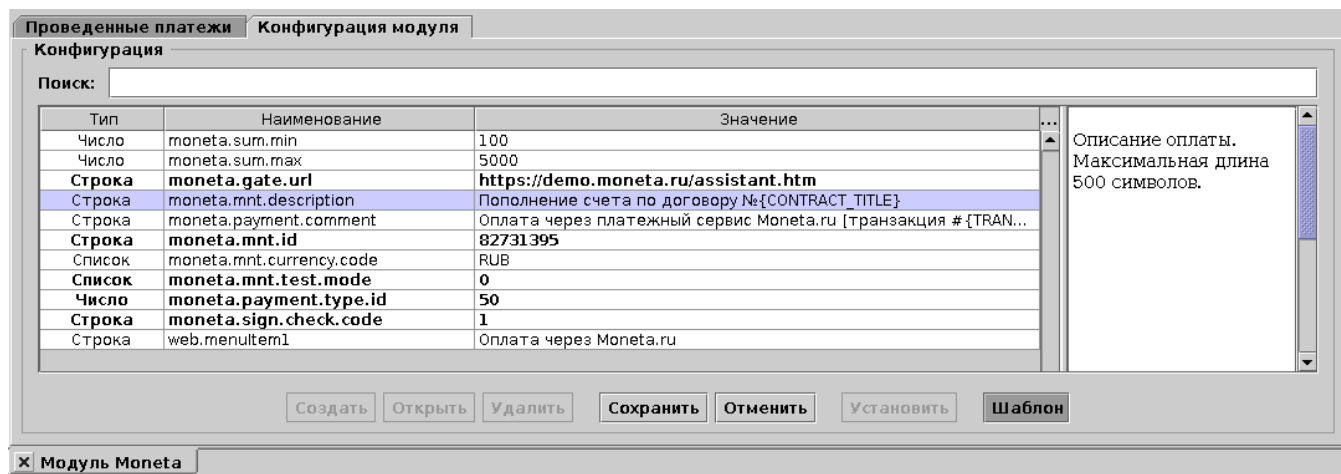 Проведенные платежи Конфигурация модуля
Конфигурация
Поиск:
Тип Наименование Значение ...
Число moneta.sum.min 100
Число moneta.sum.max 5000
Строка moneta.gate.url https://demo.moneta.ru/assistant.htm
Строка moneta.mnt.description Пополнение счета по договору №{CONTRACT_TITLE}
Строка moneta.payment.comment Оплата через платежный сервис Moneta.ru [транзакция #{TRAN...
Строка moneta.mnt.id 82731395
Список moneta.mnt.currency.code RUB
Список moneta.mnt.test.mode 0
Число moneta.payment.type.id 50
Строка moneta.sign.check.code 1
Строка web.menuItem1 Оплата через Moneta.ru
Описание оплаты.
Максимальная длина
500 символов.
Создать Открыть Удалить Сохранить Отменить Установить Шаблон
Модуль Moneta